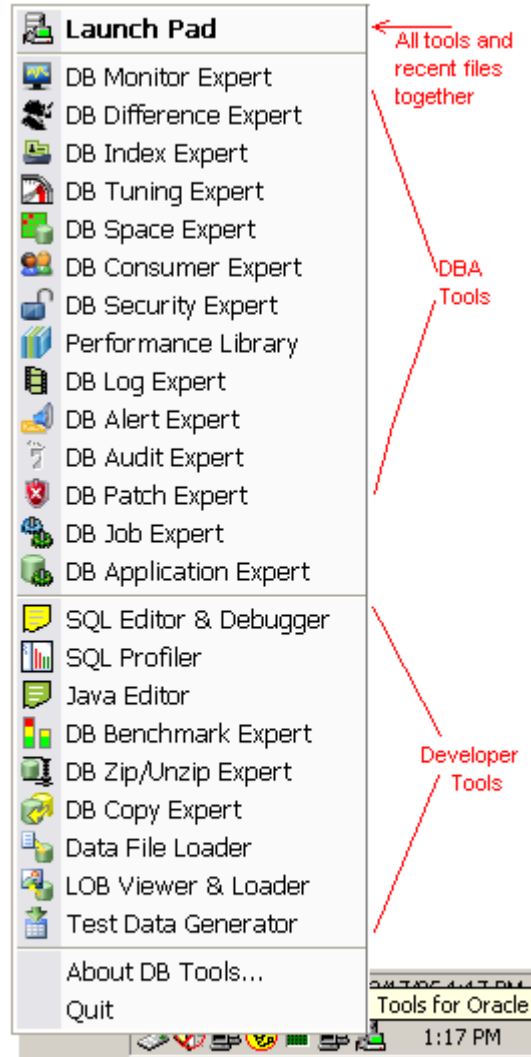 Launch Pad
All tools and
recent files
together
DB Monitor Expert
DB Difference Expert
DB Index Expert
DB Tuning Expert
DB Space Expert
DB Consumer Expert
DB Security Expert
Performance Library
DB Log Expert
DB Alert Expert
DB Audit Expert
DB Patch Expert
DB Job Expert
DB Application Expert
DBA
Tools
SQL Editor & Debugger
SQL Profiler
Java Editor
DB Benchmark Expert
DB Zip/Unzip Expert
DB Copy Expert
Data File Loader
LOB Viewer & Loader
Test Data Generator
Developer
Tools
About DB Tools...
Quit
Tools for Oracle
1:17 PM